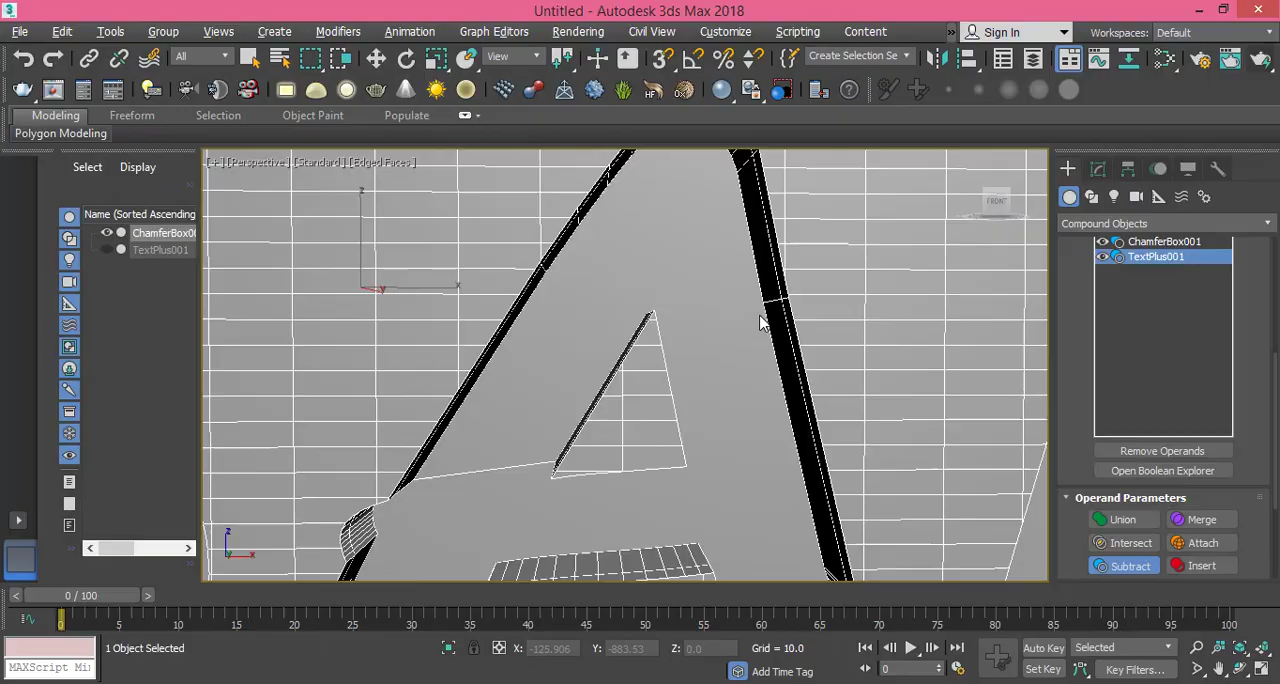 Untitled - Autodesk 3ds Max 2018
File Edit Tools Group Views Create Modifiers Animation Graph Editors Rendering Civil View Customize Scripting Content » Sign In Workspaces: Default
All View Create Selection Se
Modeling Freeform Selection Object Paint Populate
Polygon Modeling
Select Display
[+] [Perspective] [Standard] [Edged Faces]
Name (Sorted Ascending
ChamferBox00
TextPlus001
z
x
y
z
x
FRONT
Compound Objects
ChamferBox001
TextPlus001
Remove Operands
Open Boolean Explorer
Operand Parameters
Union Merge
Intersect Attach
Subtract Insert
< 0 / 100 >
0 5 10 15 20 25 30 35 40 45 50 55 60 65 70 75 80 85 90 95 100
1 Object Selected X: -125.906 Y: -883.53 Z: 0.0 Grid = 10.0 Auto Key Selected
MAXScript Mi Add Time Tag 0 Set Key Key Filters...